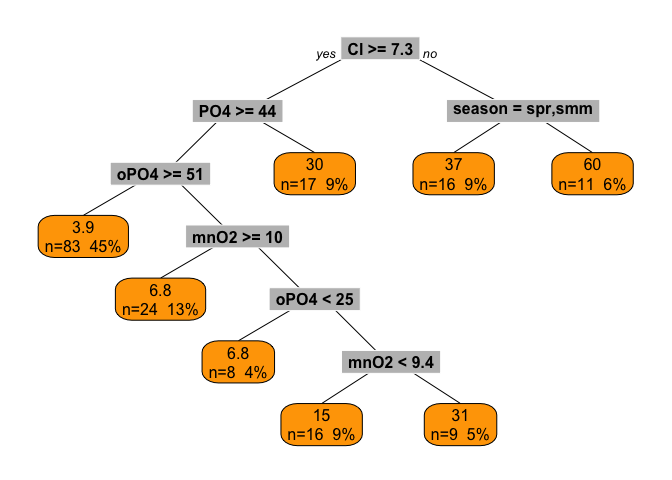 Cl >= 7.3
yes
no
PO4 >= 44
season = spr,smm
oPO4 >= 51
30
n=17 9%
37
n=16 9%
60
n=11 6%
3.9
n=83 45%
mnO2 >= 10
6.8
n=24 13%
oPO4 < 25
6.8
n=8 4%
mnO2 < 9.4
15
n=16 9%
31
n=9 5%